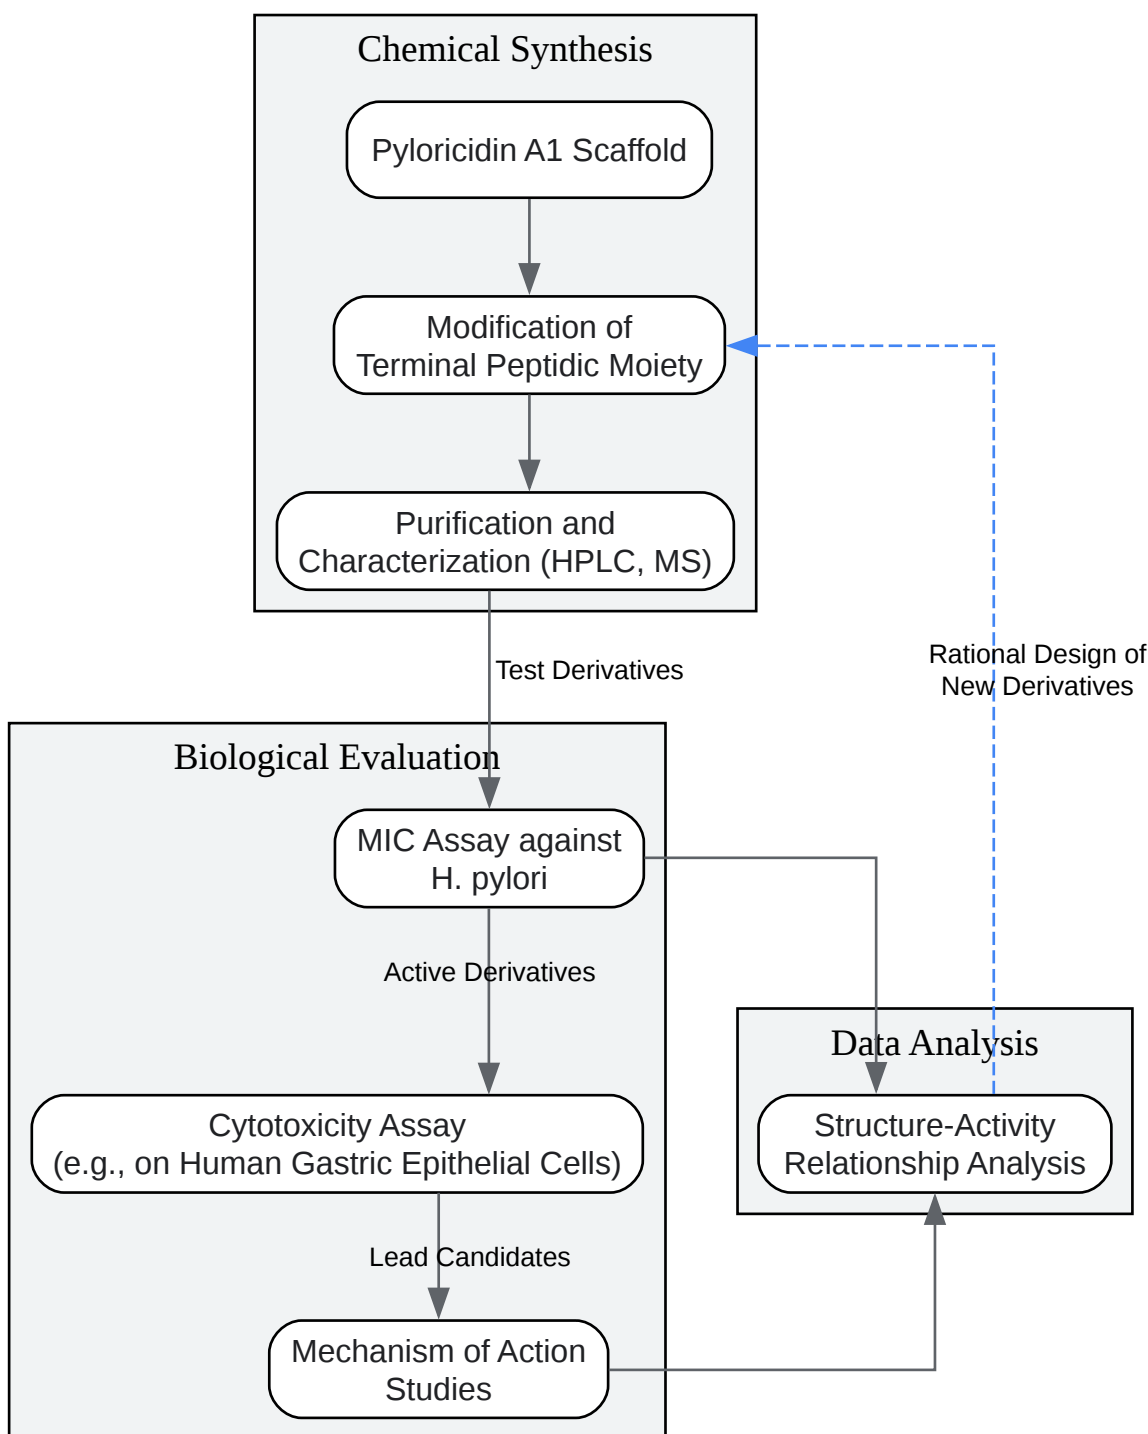 Chemical Synthesis
Pyloricidin A1 Scaffold
Modification of
Terminal Peptidic Moiety
Purification and
Characterization (HPLC, MS)
Test Derivatives
Rational Design of
New Derivatives
Biological Evaluation
MIC Assay against
H. pylori
Active Derivatives
Data Analysis
Cytotoxicity Assay
(e.g., on Human Gastric Epithelial Cells)
Structure-Activity
Relationship Analysis
Lead Candidates
Mechanism of Action
Studies